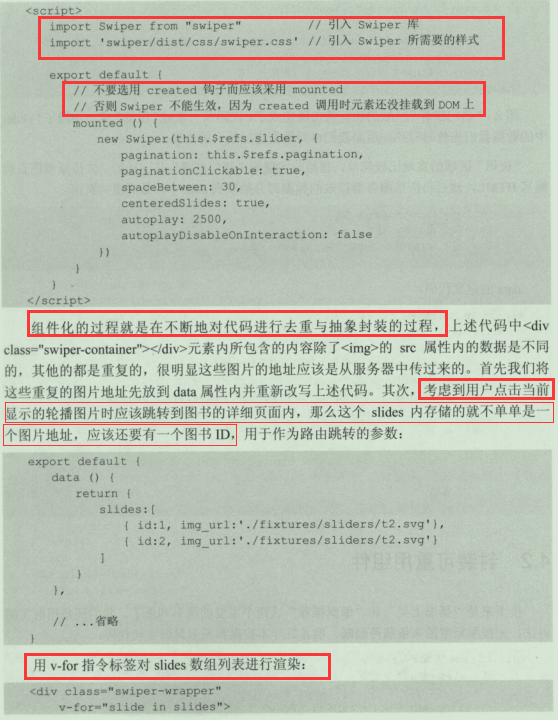 <script>
import Swiper from "swiper" // 引入 Swiper 库
import 'swiper/dist/css/swiper.css' // 引入 Swiper 所需要的样式
export default {
// 不要选用 created 钩子而应该采用 mounted
// 否则 Swiper 不能生效，因为 created 调用时元素还没挂载到 DOM 上
mounted () {
new Swiper(this.$refs.slider, {
pagination: this.$refs.pagination,
paginationClickable: true,
spaceBetween: 30,
centeredSlides: true,
autoplay: 2500,
autoplayDisableOnInteraction: false
})
}
}
</script>
组件化的过程就是在不断地对代码进行去重与抽象封装的过程，上述代码中<div
class="swiper-container"></div>元素内所包含的内容除了<img>的 src 属性内的数据是不同
的，其他的都是重复的，很明显这些图片的地址应该是从服务器中传过来的。首先我们将
这些重复的图片地址先放到 data 属性内并重新改写上述代码。其次，考虑到用户点击当前
显示的轮播图片时应该跳转到图书的详细页面内，那么这个 slides 内存储的就不单单是一
个图片地址，应该还要有一个图书 ID，用于作为路由跳转的参数：
export default {
data () {
return {
slides:[
{ id:1, img_url:'./fixtures/sliders/t2.svg'},
{ id:2, img_url:'./fixtures/sliders/t2.svg'}
]
}
},
// ...省略
}
用 v-for 指令标签对 slides 数组列表进行渲染：
<div class="swiper-wrapper"
v-for="slide in slides">